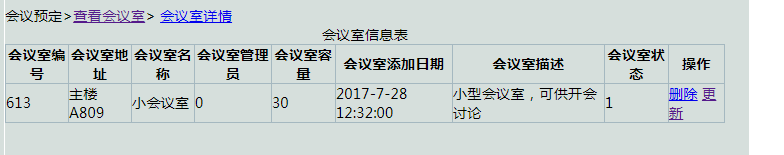 会议预定>查看会议室> 会议室详情
会议室信息表
会议室编号 会议室地址 会议室名称 会议室管理员 会议室容量 会议室添加日期 会议室描述 会议室状态 操作
613 主楼A809 小会议室 0 30 2017-7-28 12:32:00 小型会议室，可供开会讨论 1 删除 更新